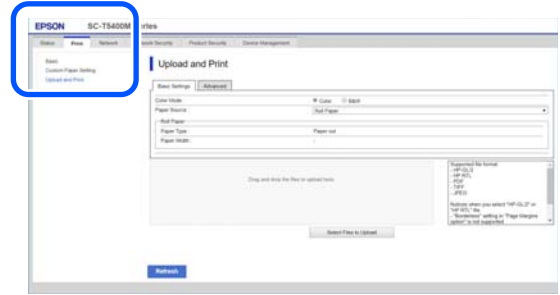 EPSON SC-T5400M Series
Status Print Network Network Security Product Security Device Management
Basic
Custom Paper Setting
Upload and Print
Upload and Print
Basic Settings Advanced
Color Mode Color B&W
Paper Source Roll Paper
Roll Paper
Paper Type Paper out
Paper Width -
Drag and drop the files to upload here.
Supported file format
- HP-GL/2
- HP RTL
- PDF
- TIFF
- JPEG
Notices when you select "HP-GL/2" or
"HP RTL" file
- "Borderless" setting in "Page Margins
option" is not supported
Select Files to Upload
Refresh